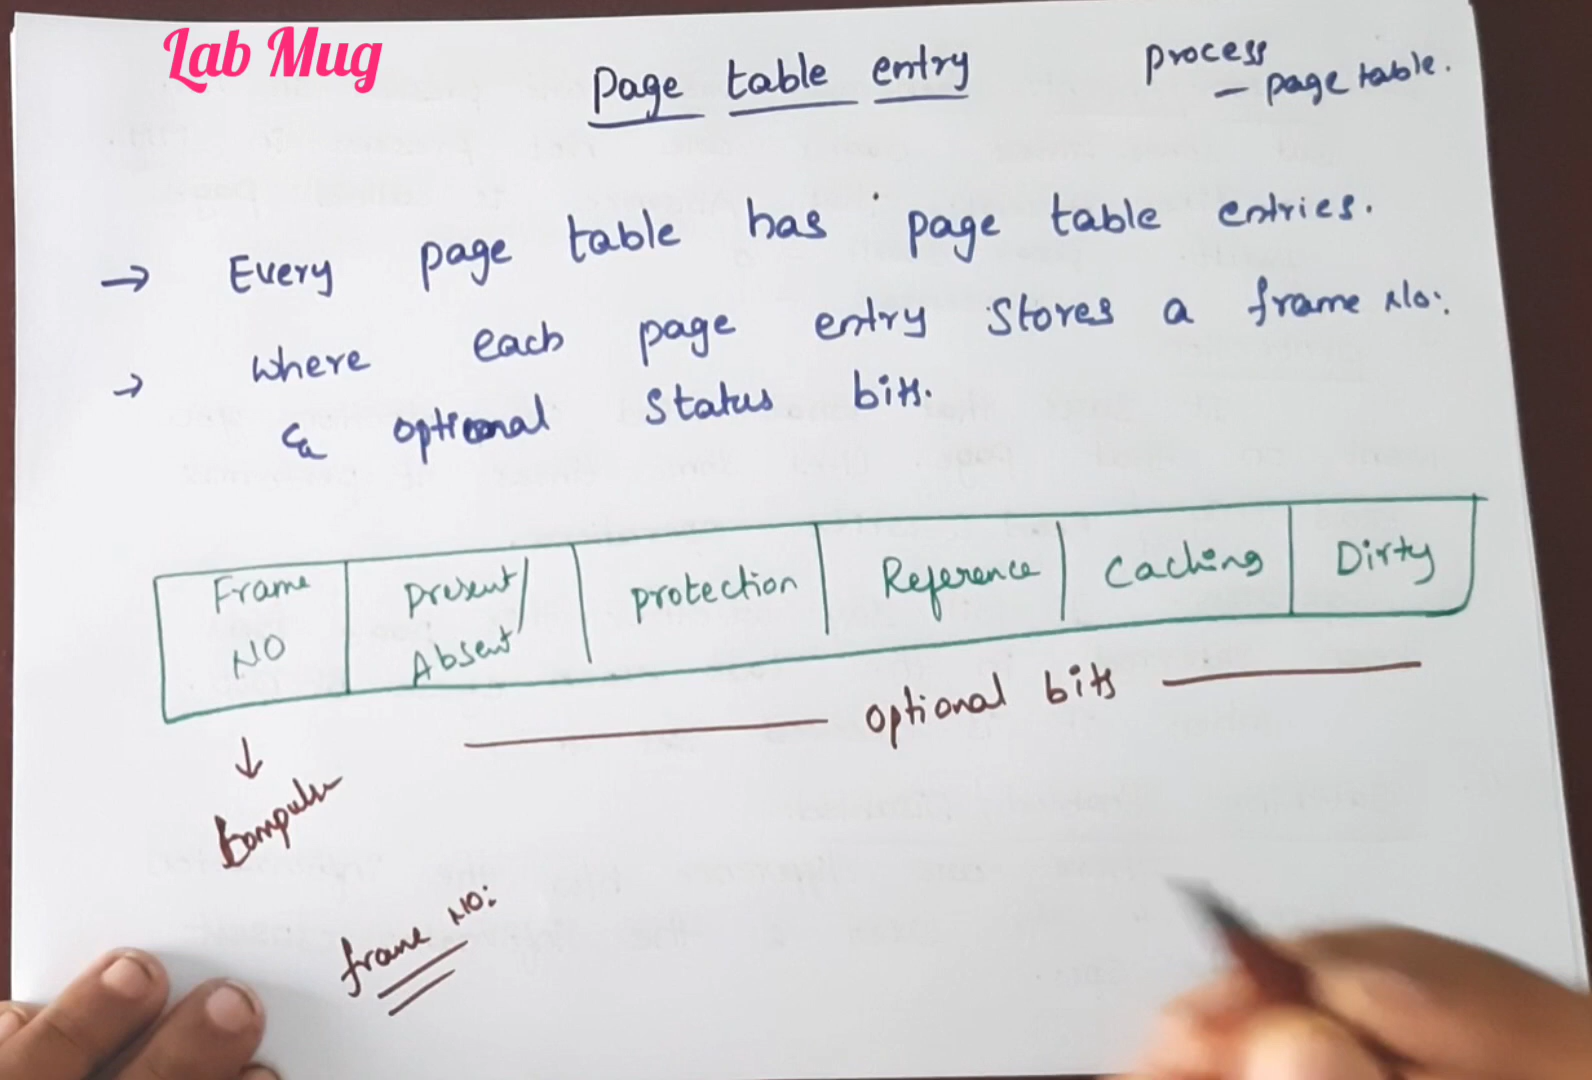 Lab Mug
Page table entry
process
- page table.
→ Every page table has page table entries.
→ where each page entry stores a frame No:
& optional status bits.
Frame NO
Present/ Absent
protection
Reference
Caching
Dirty
optional bits
↓
frame NO: